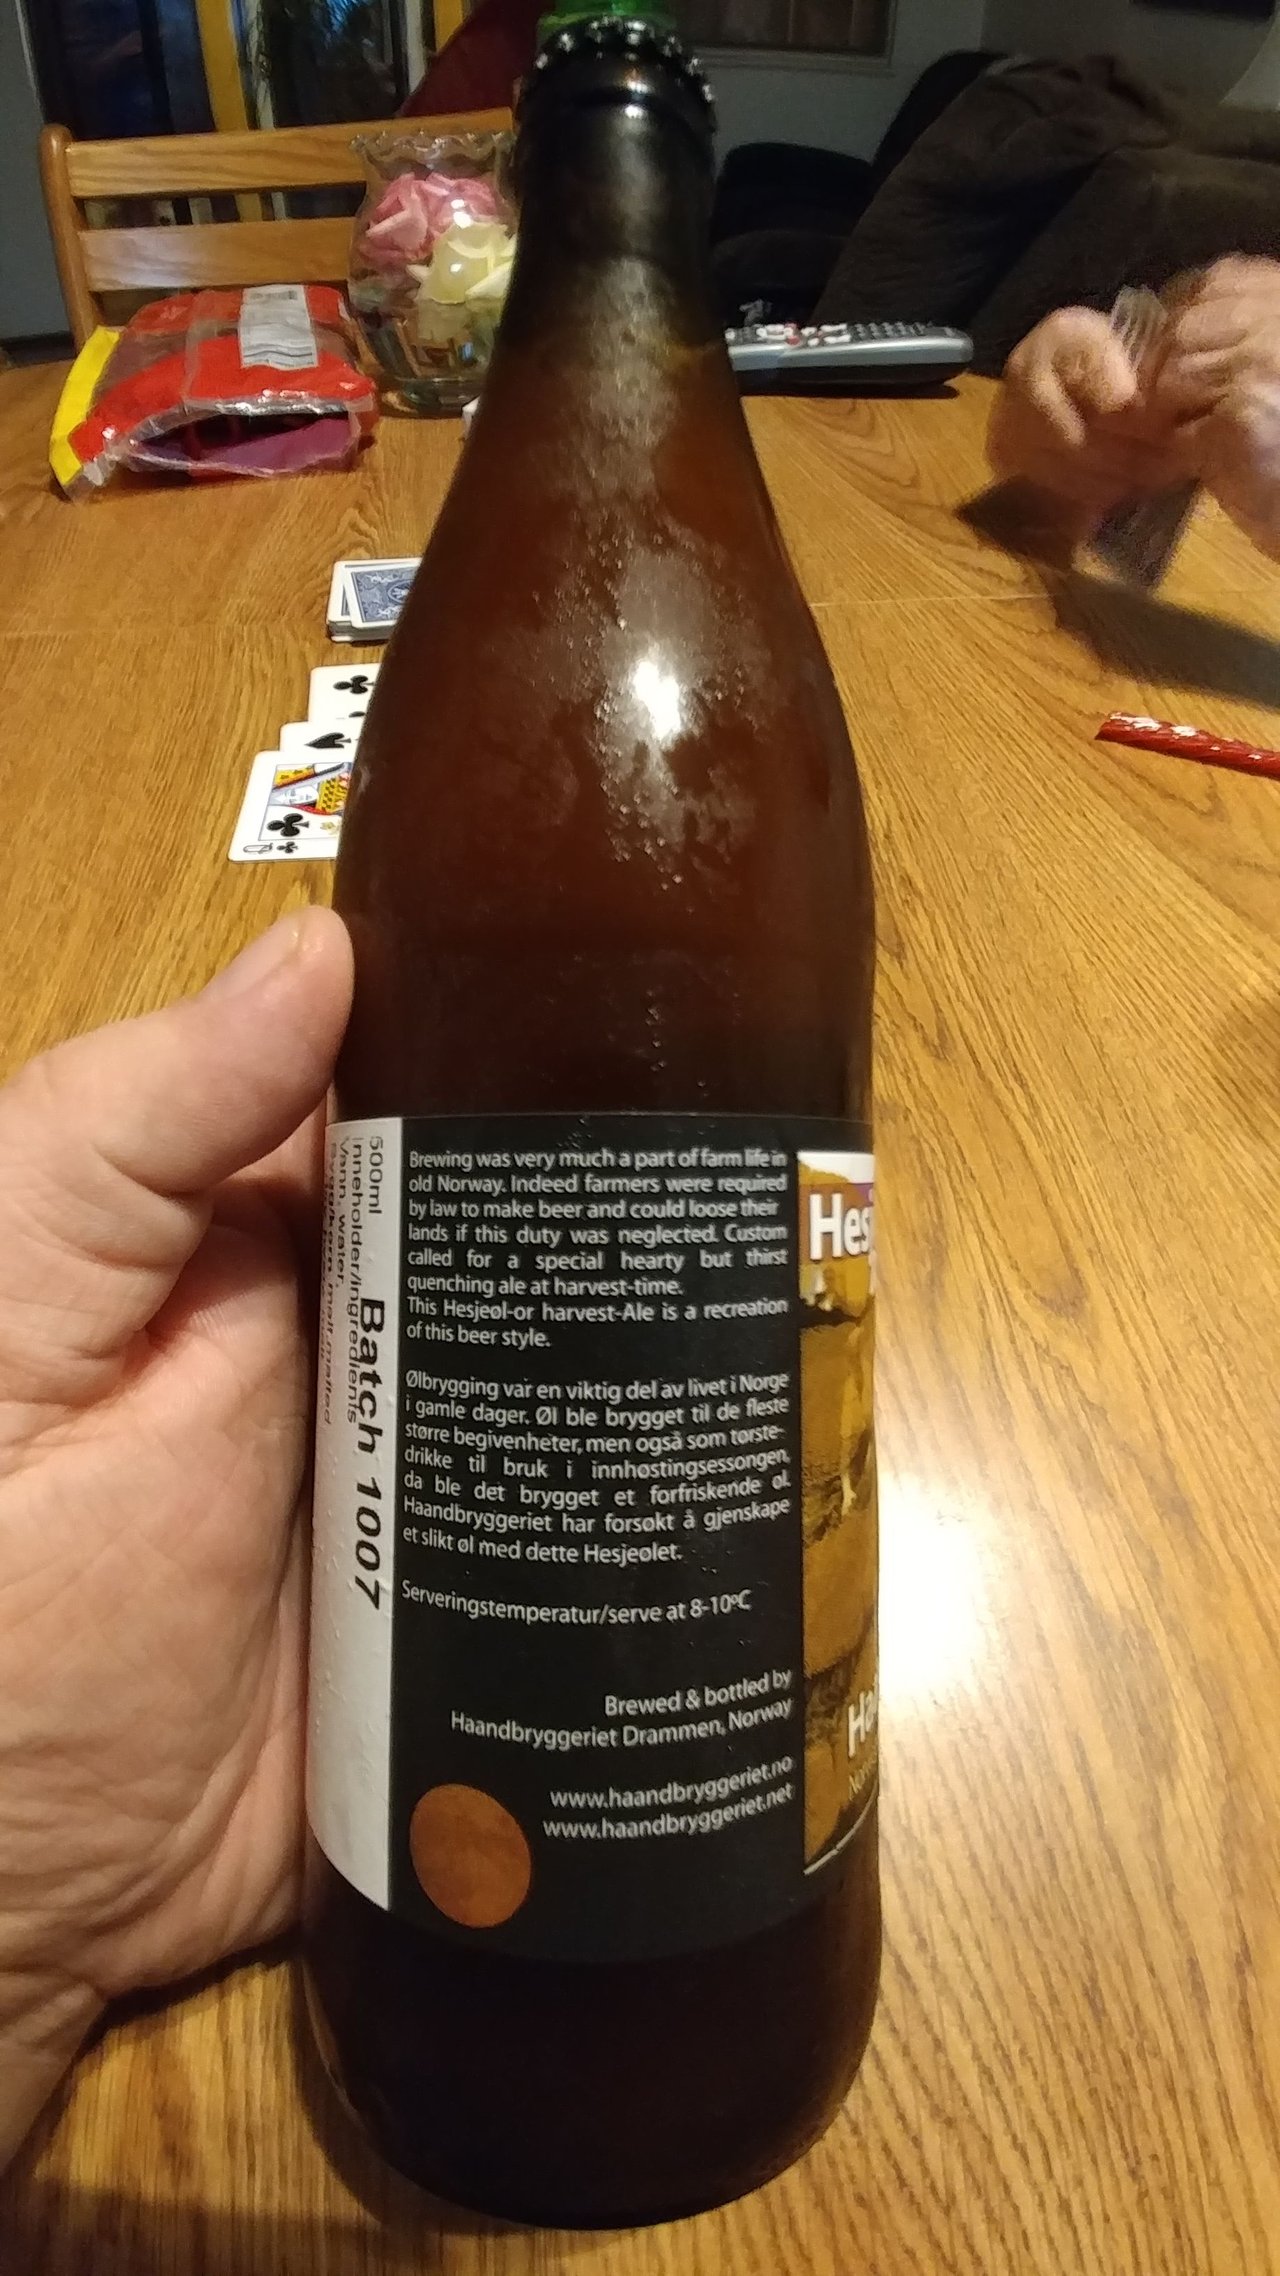 500ml
Inneholder/ingredients
Vann, water,
Batch 1007
Brewing was very much a part of farm life in
old Norway. Indeed farmers were required
by law to make beer and could loose their
lands if this duty was neglected. Custom
called for a special hearty but thirst
quenching ale at harvest-time.
This Hesjeøl-or harvest-Ale is a recreation
of this beer style.
Ølbrygging var en viktig del av livet i Norge
i gamle dager. Øl ble brygget til de fleste
større begivenheter, men også som tørste-
drikke til bruk i innhøstingsessongen,
da ble det brygget et forfriskende øl.
Haandbryggeriet har forsøkt å gjenskape
et slikt øl med dette Hesjeølet.
Serveringstemperatur/serve at 8-10ºC
Brewed & bottled by
Haandbryggeriet Drammen, Norway
www.haandbryggeriet.no
www.haandbryggeriet.net
Hes
Ha
Q